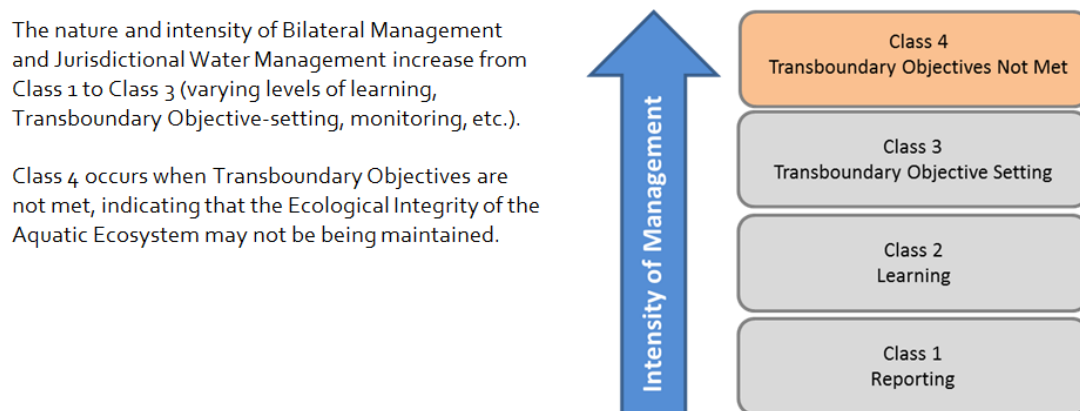 The nature and intensity of Bilateral Management
and Jurisdictional Water Management increase from
Class 1 to Class 3 (varying levels of learning,
Transboundary Objective-setting, monitoring, etc.).
Class 4 occurs when Transboundary Objectives are
not met, indicating that the Ecological Integrity of the
Aquatic Ecosystem may not be being maintained.
Intensity of Management
Class 4
Transboundary Objectives Not Met
Class 3
Transboundary Objective Setting
Class 2
Learning
Class 1
Reporting